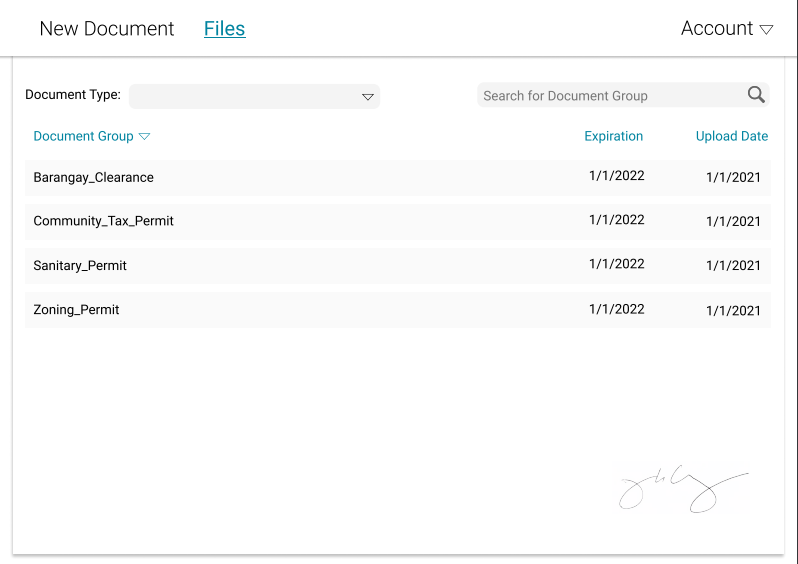 New Document Files Account
Document Type: Search for Document Group
Document Group Expiration Upload Date
Barangay_Clearance 1/1/2022 1/1/2021
Community_Tax_Permit 1/1/2022 1/1/2021
Sanitary_Permit 1/1/2022 1/1/2021
Zoning_Permit 1/1/2022 1/1/2021